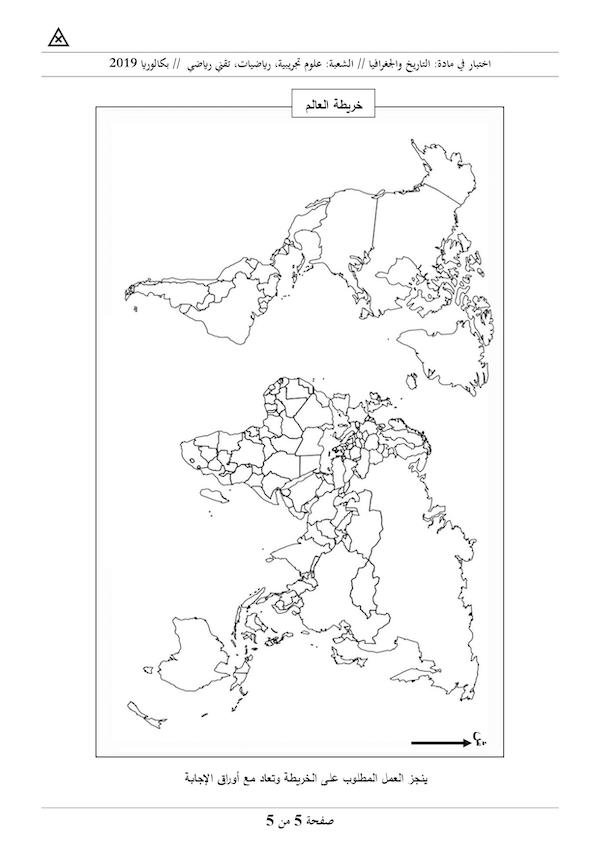 اختبار في مادة: التاريخ والجغرافيا // الشعبة: علوم تجريبية، رياضيات، تقني رياضي // بكالوريا 2019
خريطة العالم
ينجز العمل المطلوب على الخريطة وتعاد مع أوراق الإجابة
صفحة 5 من 5